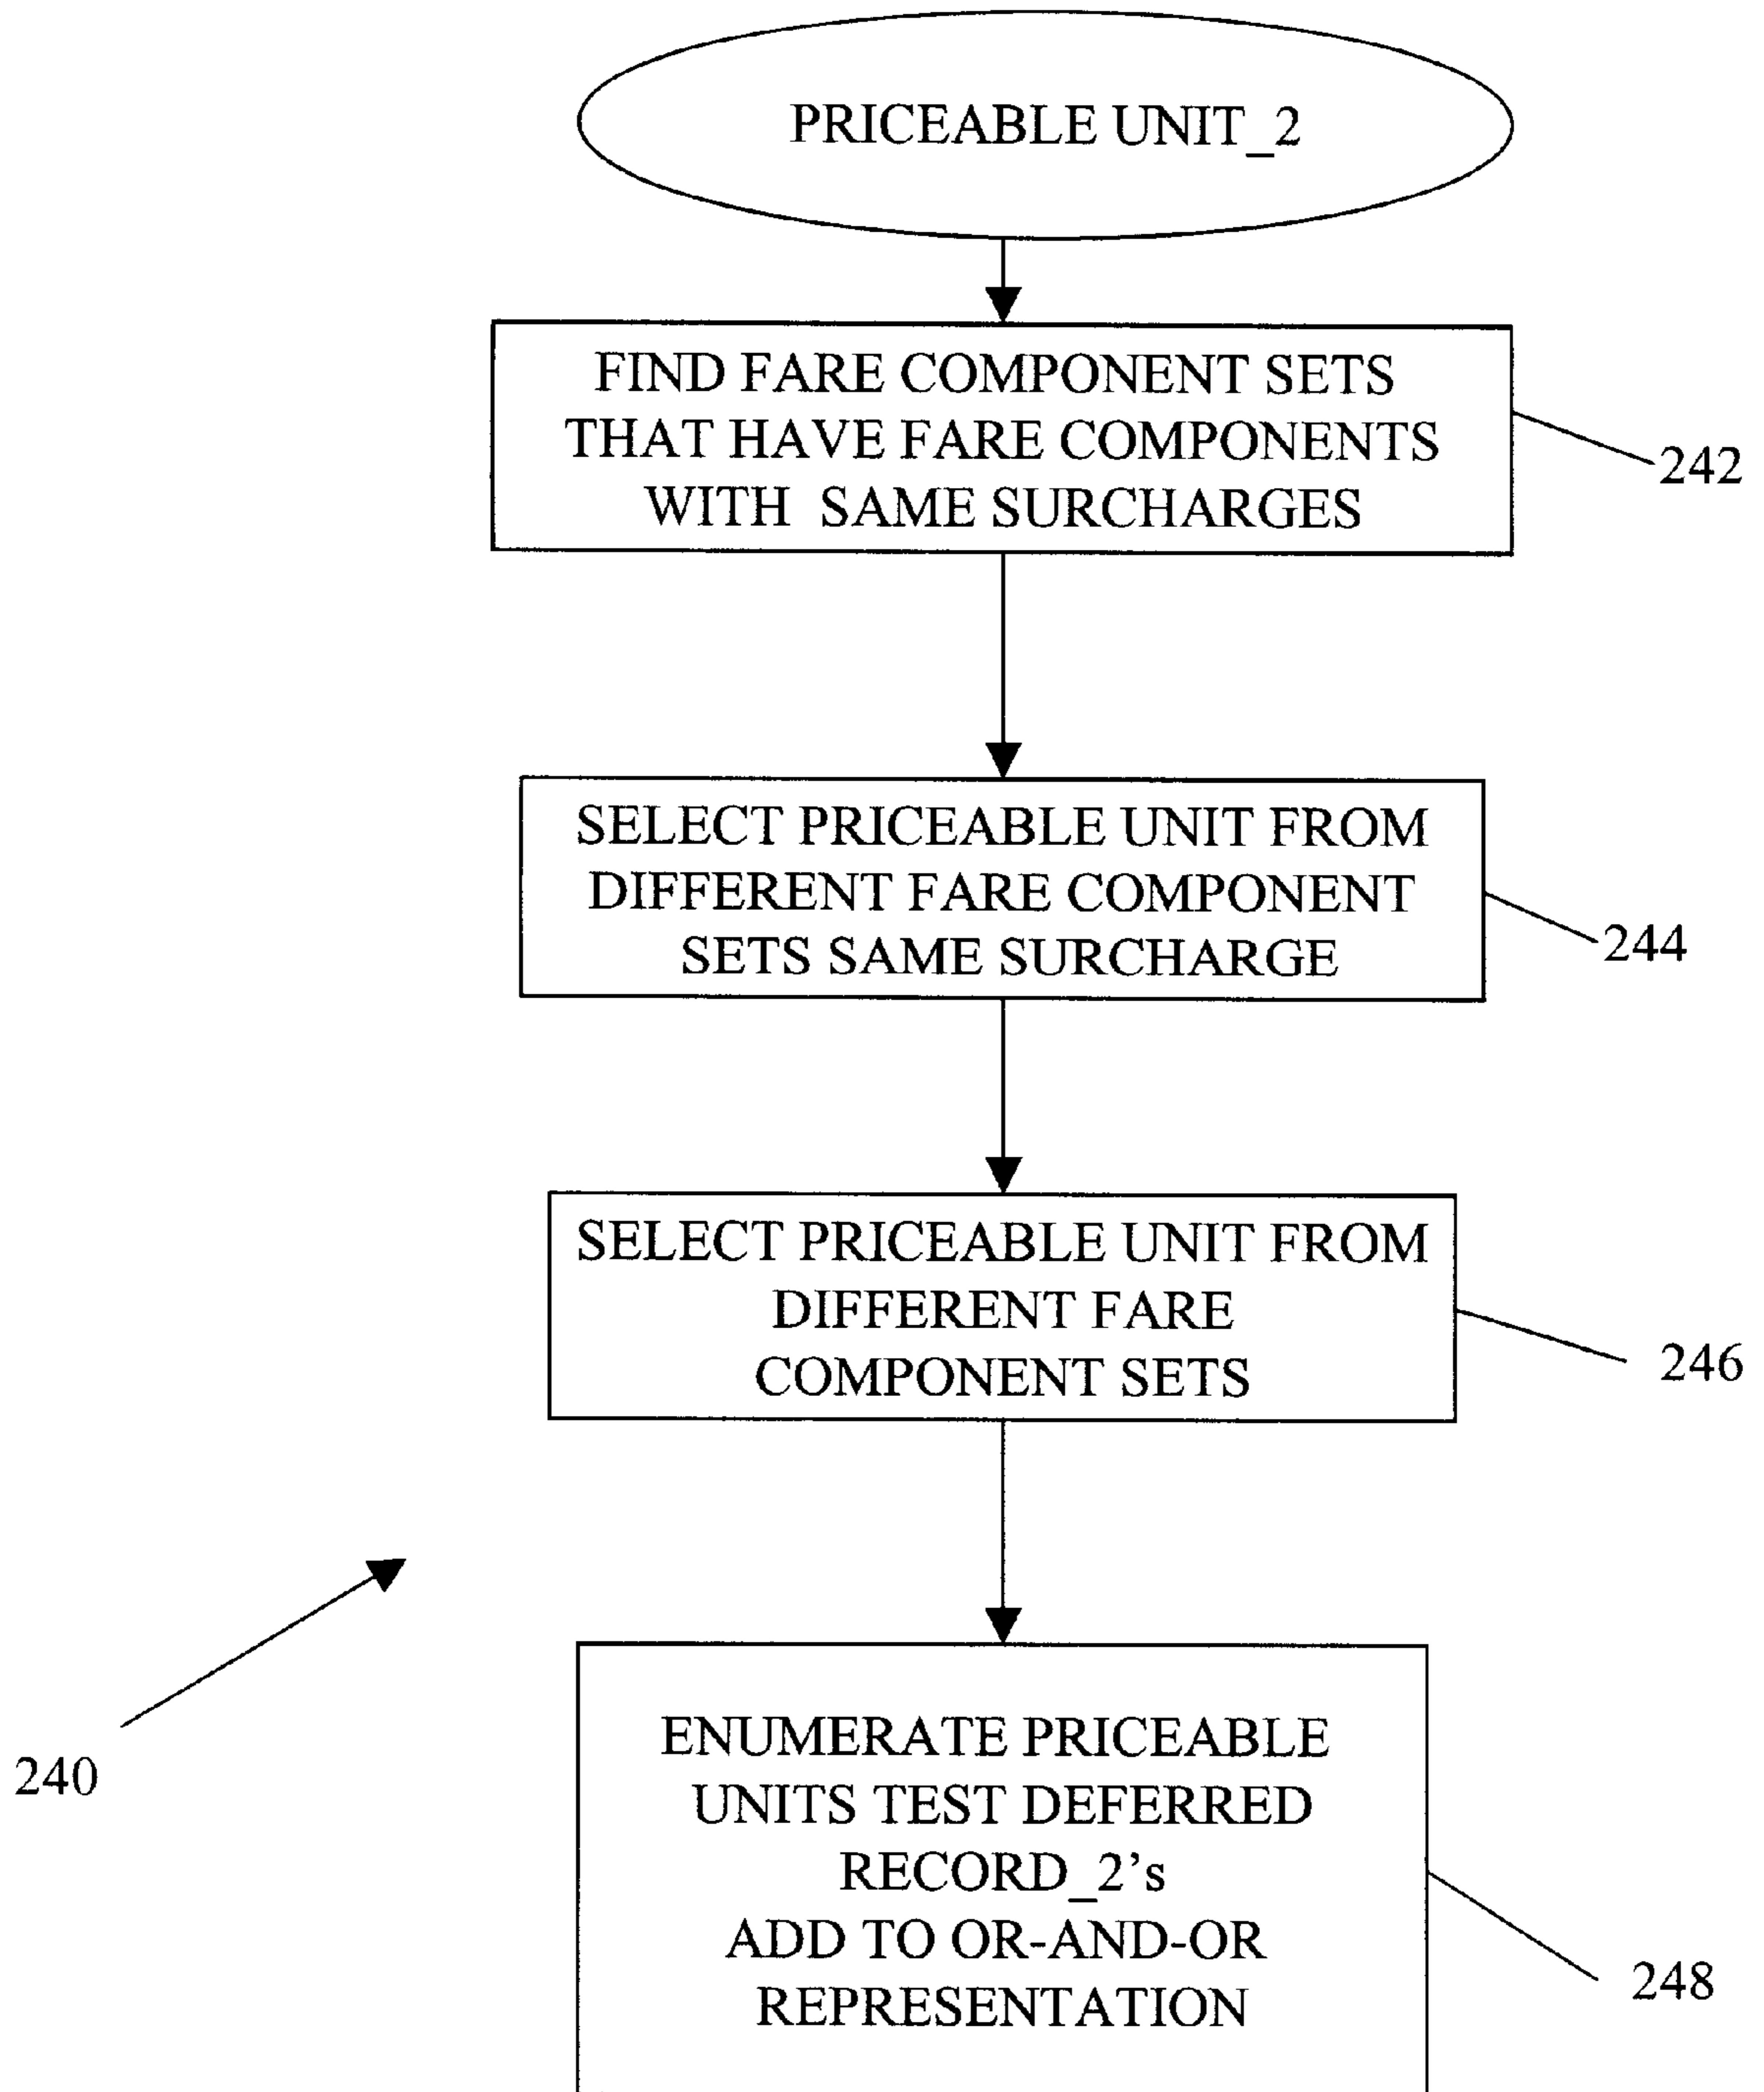 PRICEABLE UNIT_2
FIND FARE COMPONENT SETS
THAT HAVE FARE COMPONENTS
WITH SAME SURCHARGES
242
SELECT PRICEABLE UNIT FROM
DIFFERENT FARE COMPONENT
SETS SAME SURCHARGE
244
SELECT PRICEABLE UNIT FROM
DIFFERENT FARE
COMPONENT SETS
246
240
ENUMERATE PRICEABLE
UNITS TEST DEFERRED
RECORD_2’s
ADD TO OR-AND-OR
REPRESENTATION
248